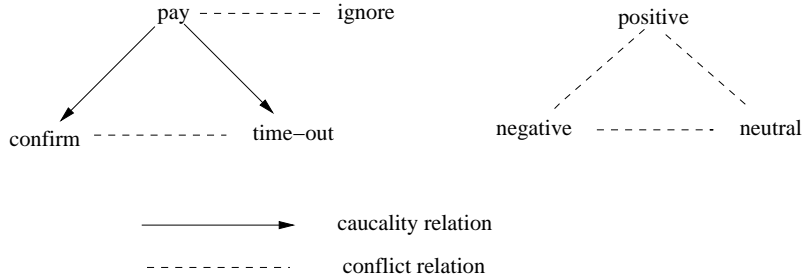 pay ignore positive
confirm time-out negative neutral
caucality relation
conflict relation